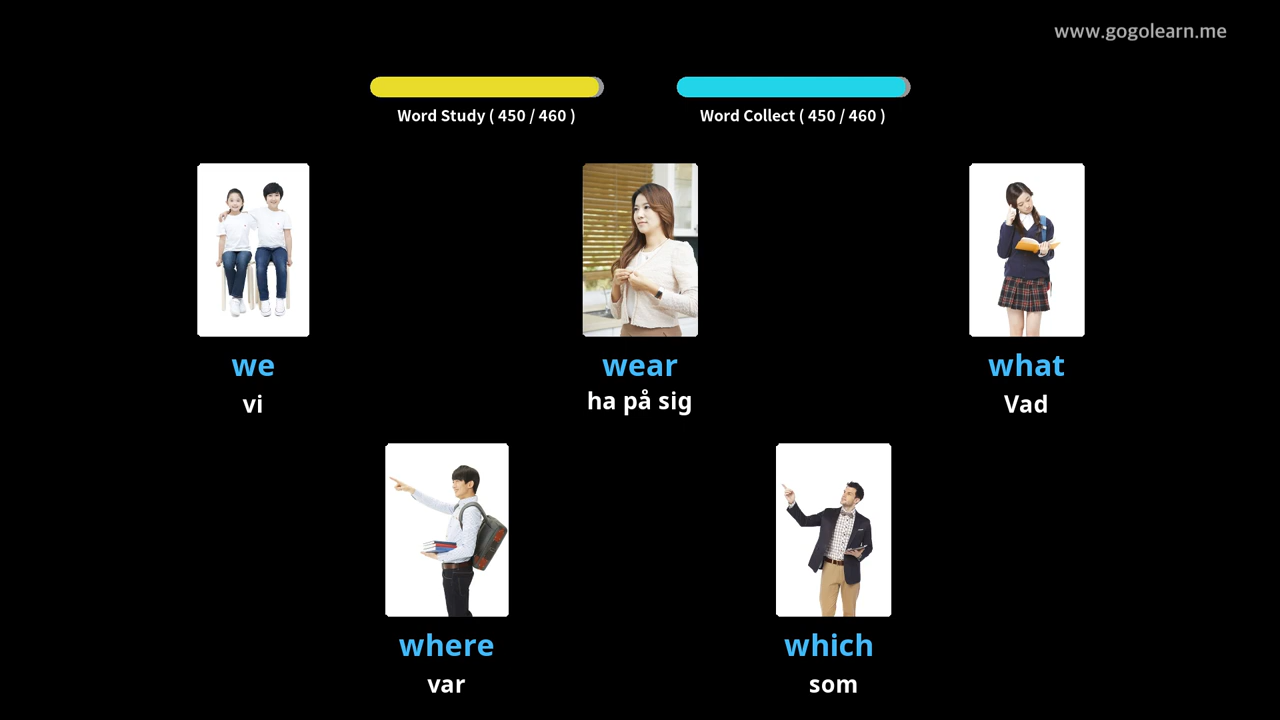 www.gogolearn.me
Word Study ( 450 / 460 )
Word Collect ( 450 / 460 )
we
vi
wear
ha på sig
what
Vad
where
var
which
som